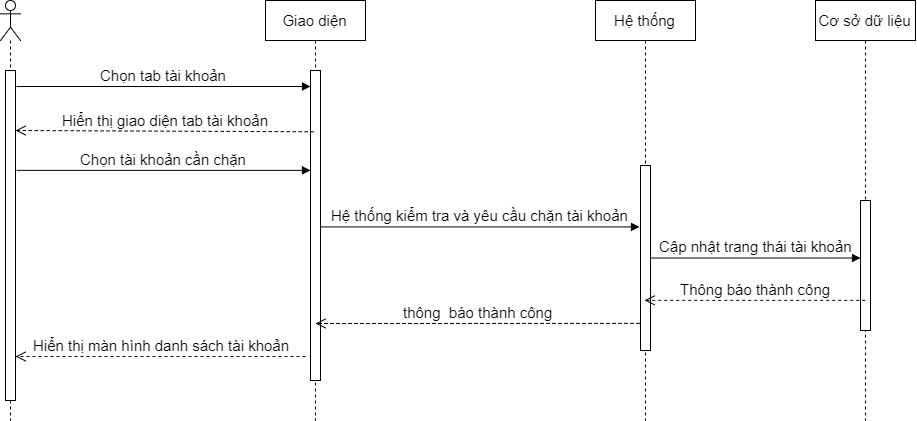 Giao diện
Hệ thống
Cơ sở dữ liệu
Chọn tab tài khoản
Hiển thị giao diện tab tài khoản
Chọn tài khoản cần chặn
Hệ thống kiểm tra và yêu cầu chặn tài khoản
Cập nhật trang thái tài khoản
Thông báo thành công
thông báo thành công
Hiển thị màn hình danh sách tài khoản